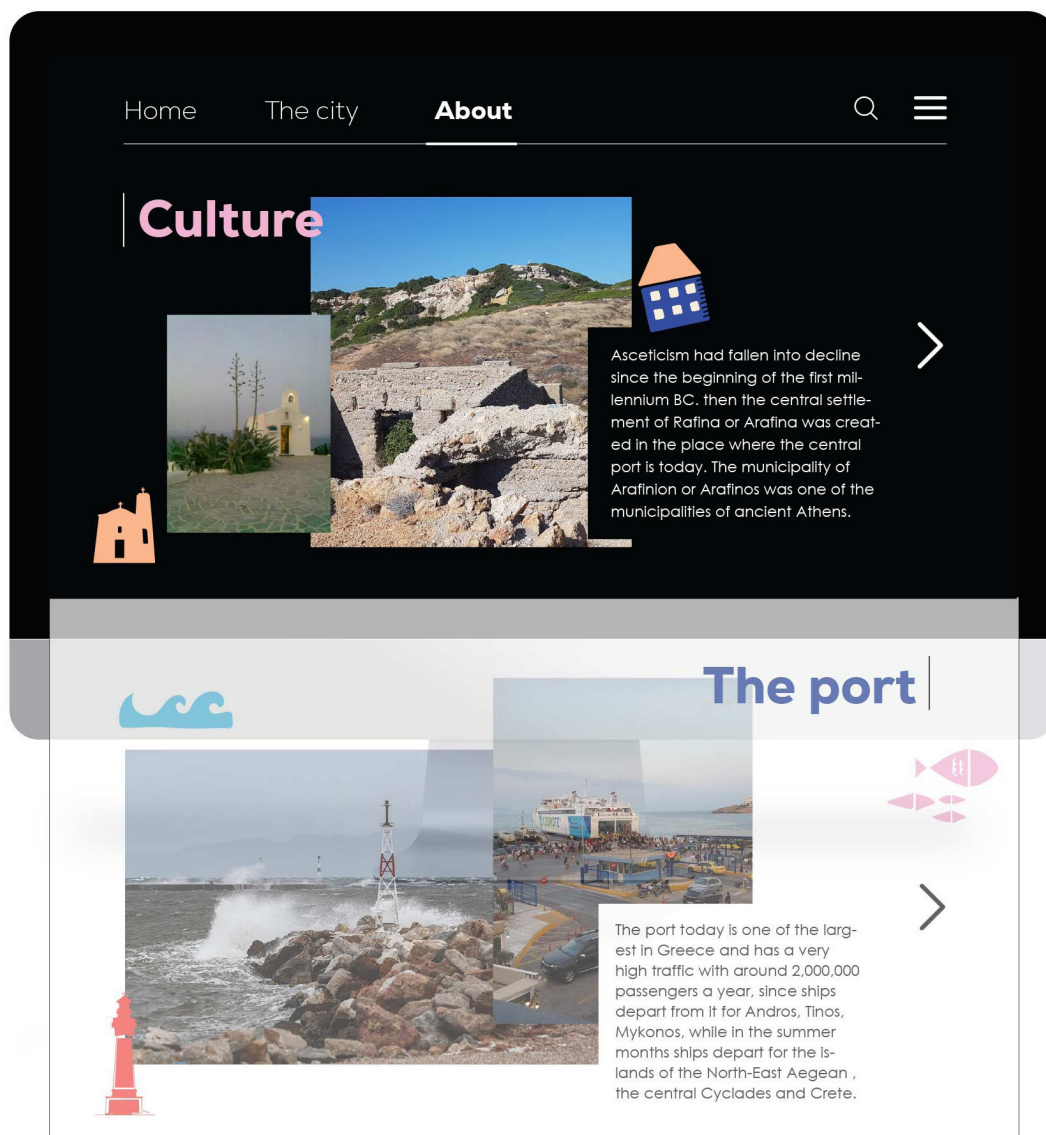 Home The city About
Culture
Asceticism had fallen into decline
since the beginning of the first mil-
lennium BC. then the central settle-
ment of Rafina or Arafina was creat-
ed in the place where the central
port is today. The municipality of
Arafinion or Arafinos was one of the
municipalities of ancient Athens.
The port
The port today is one of the larg-
est in Greece and has a very
high traffic with around 2,000,000
passengers a year, since ships
depart from it for Andros, Tinos,
Mykonos, while in the summer
months ships depart for the is-
lands of the North-East Aegean ,
the central Cyclades and Crete.